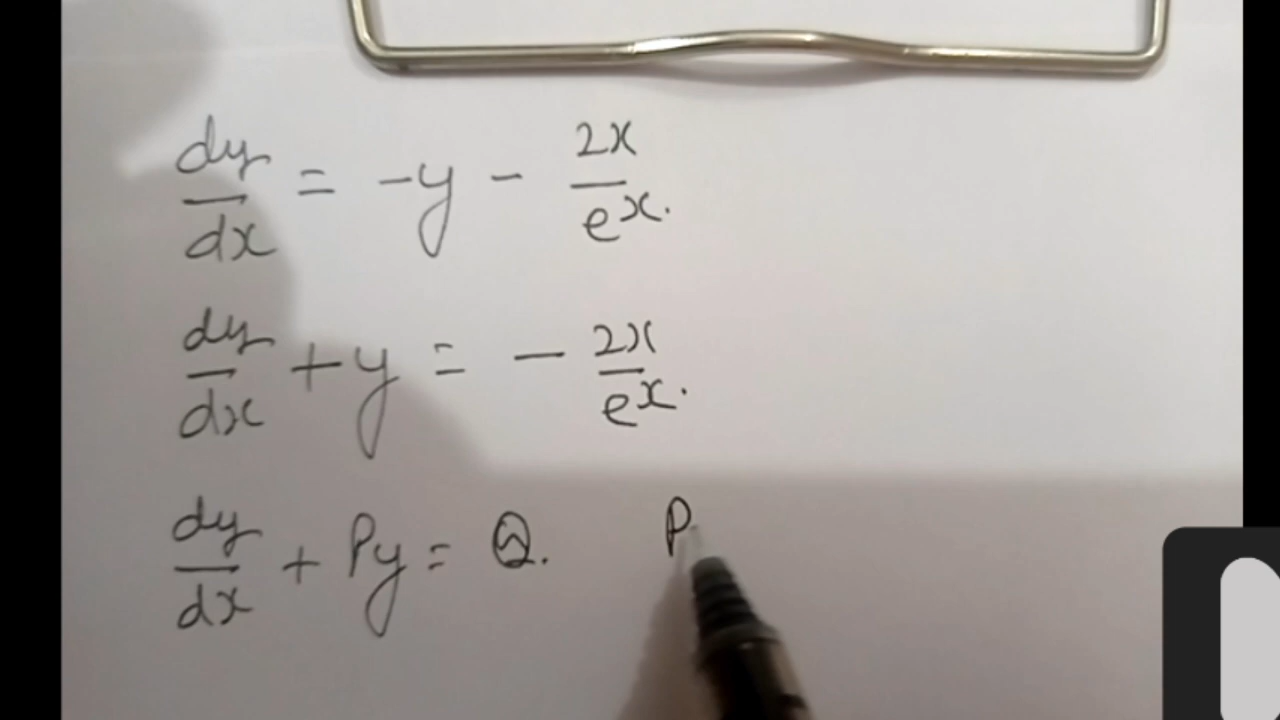 dy/dx = -y - 2x/e^x.
dy/dx + y = - 2x/e^x.
dy/dx + Py = Q. P